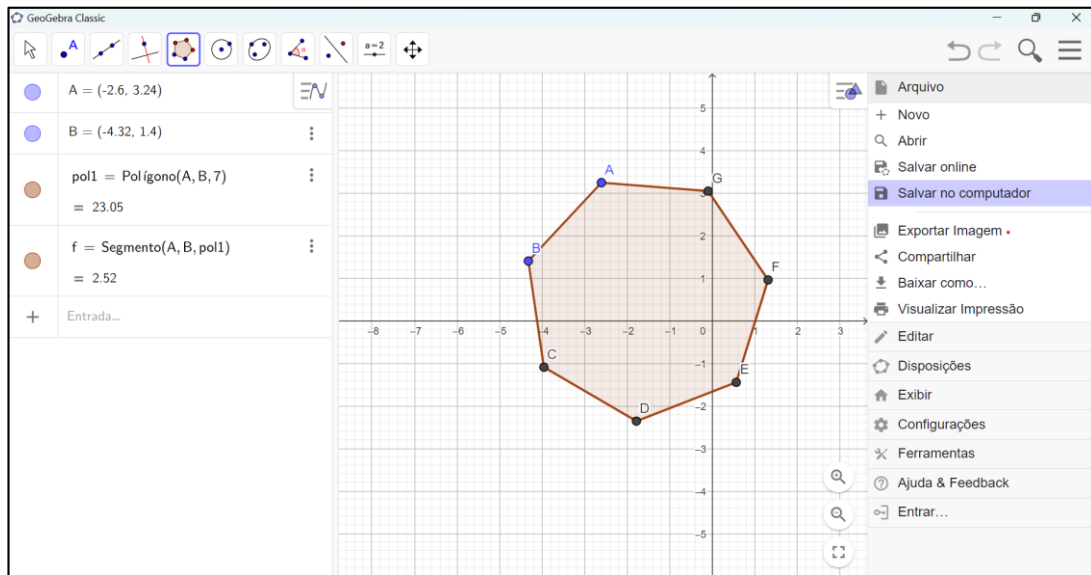 GeoGebra Classic
A
a=2
A = (-2.6, 3.24)
B = (-4.32, 1.4)
pol1 = Polígono(A, B, 7)
= 23.05
f = Segmento(A, B, pol1)
= 2.52
+ Entrada...
5
4
3
2
1
0
-1
-2
-3
-4
-5
-8 -7 -6 -5 -4 -3 -2 -1 0 1 2 3
A
G
B
F
C
E
D
Arquivo
Novo
Abrir
Salvar online
Salvar no computador
Exportar Imagem
Compartilhar
Baixar como...
Visualizar Impressão
Editar
Disposições
Exibir
Configurações
Ferramentas
Ajuda & Feedback
Entrar...